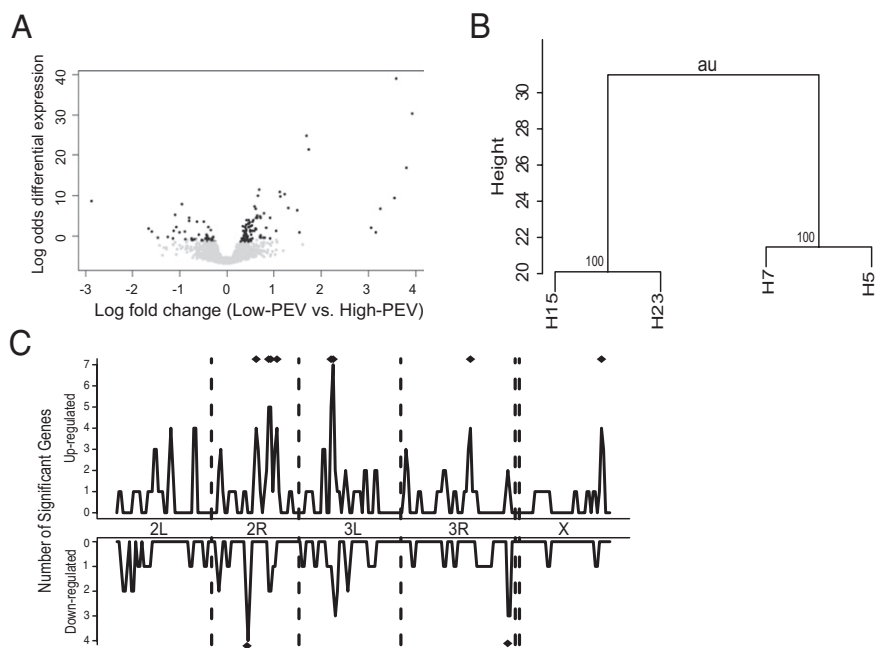 A
Log odds differential expression
40
30
20
10
0
-3
-2
-1
0
1
2
3
4
Log fold change (Low-PEV vs. High-PEV)
B
Height
30
28
26
24
22
20
au
100
100
H15
H23
H7
H5
C
Number of Significant Genes
Up-regulated
7
6
5
4
3
2
1
0
2L
2R
3L
3R
X
Down-regulated
0
1
2
3
4